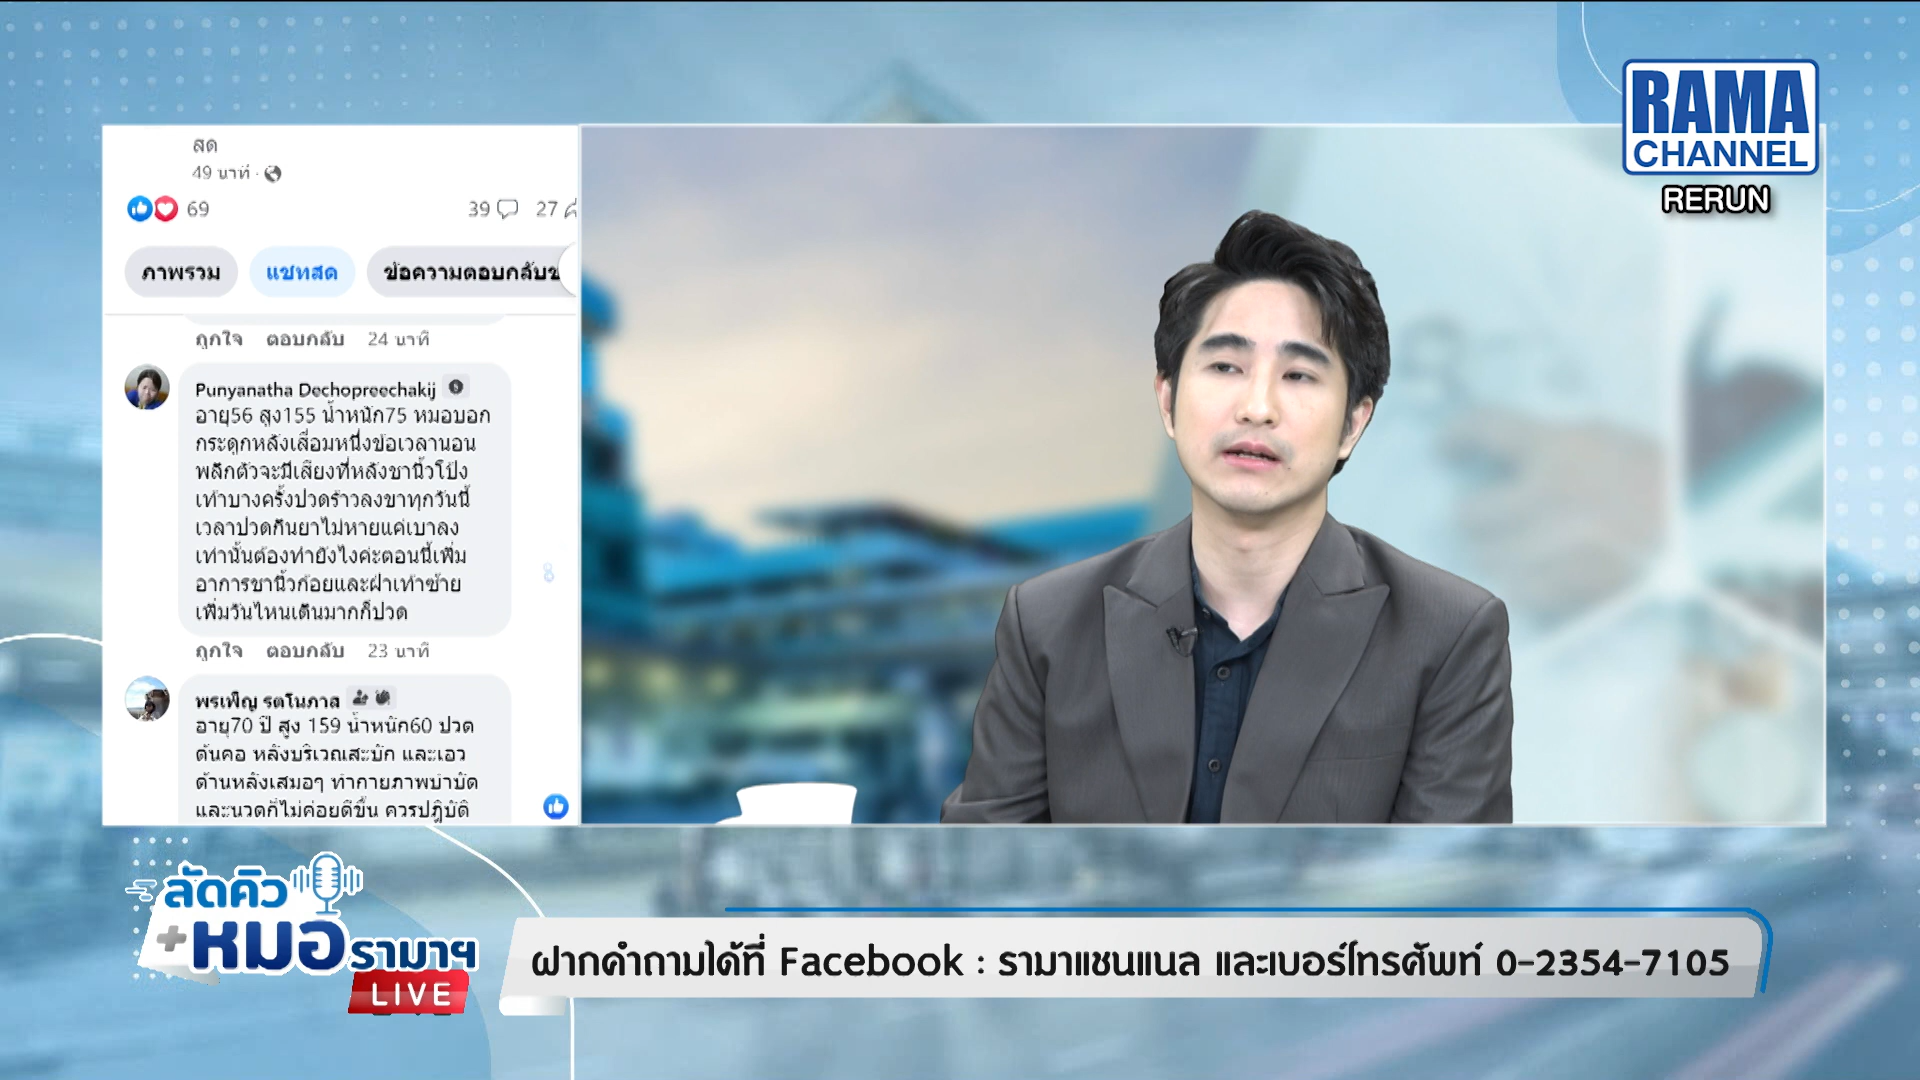 สด
49 นาที ·
69
39
27
ภาพรวม
แชทสด
ข้อความตอบกลับข
ถูกใจ ตอบกลับ 24 นาที
Punyanatha Dechopreechakij
อายุ56 สูง155 น้ำหนัก75 หมอบอก
กระดูกหลังเสื่อมหนึ่งข้อเวลานอน
พลิกตัวจะมีเสียงที่หลังชานิ้วโป้ง
เท้าบางครั้งปวดร้าวลงขาทุกวันนี้
เวลาปวดกินยาไม่หายแค่เบาลง
เท่านั้นต้องทำยังไงค่ะตอนนี้เพิ่ม
อาการชานิ้วก้อยและฝ่าเท้าซ้าย
เพิ่มวันไหนเดินมากก็ปวด
ถูกใจ ตอบกลับ 23 นาที
พรเพ็ญ รตโนภาส
อายุ70 ปี สูง 159 น้ำหนัก60 ปวด
ต้นคอ หลังบริเวณสะบัก และเอว
ด้านหลังเสมอๆ ทำกายภาพบำบัด
และนวดก็ไม่ค่อยดีขึ้น ควรปฏิบัติ
RAMA
CHANNEL
RERUN
ลัดคิว
หมอรามาฯ
LIVE
ฝากคำถามได้ที่ Facebook : รามาแชนแนล และเบอร์โทรศัพท์ 0-2354-7105